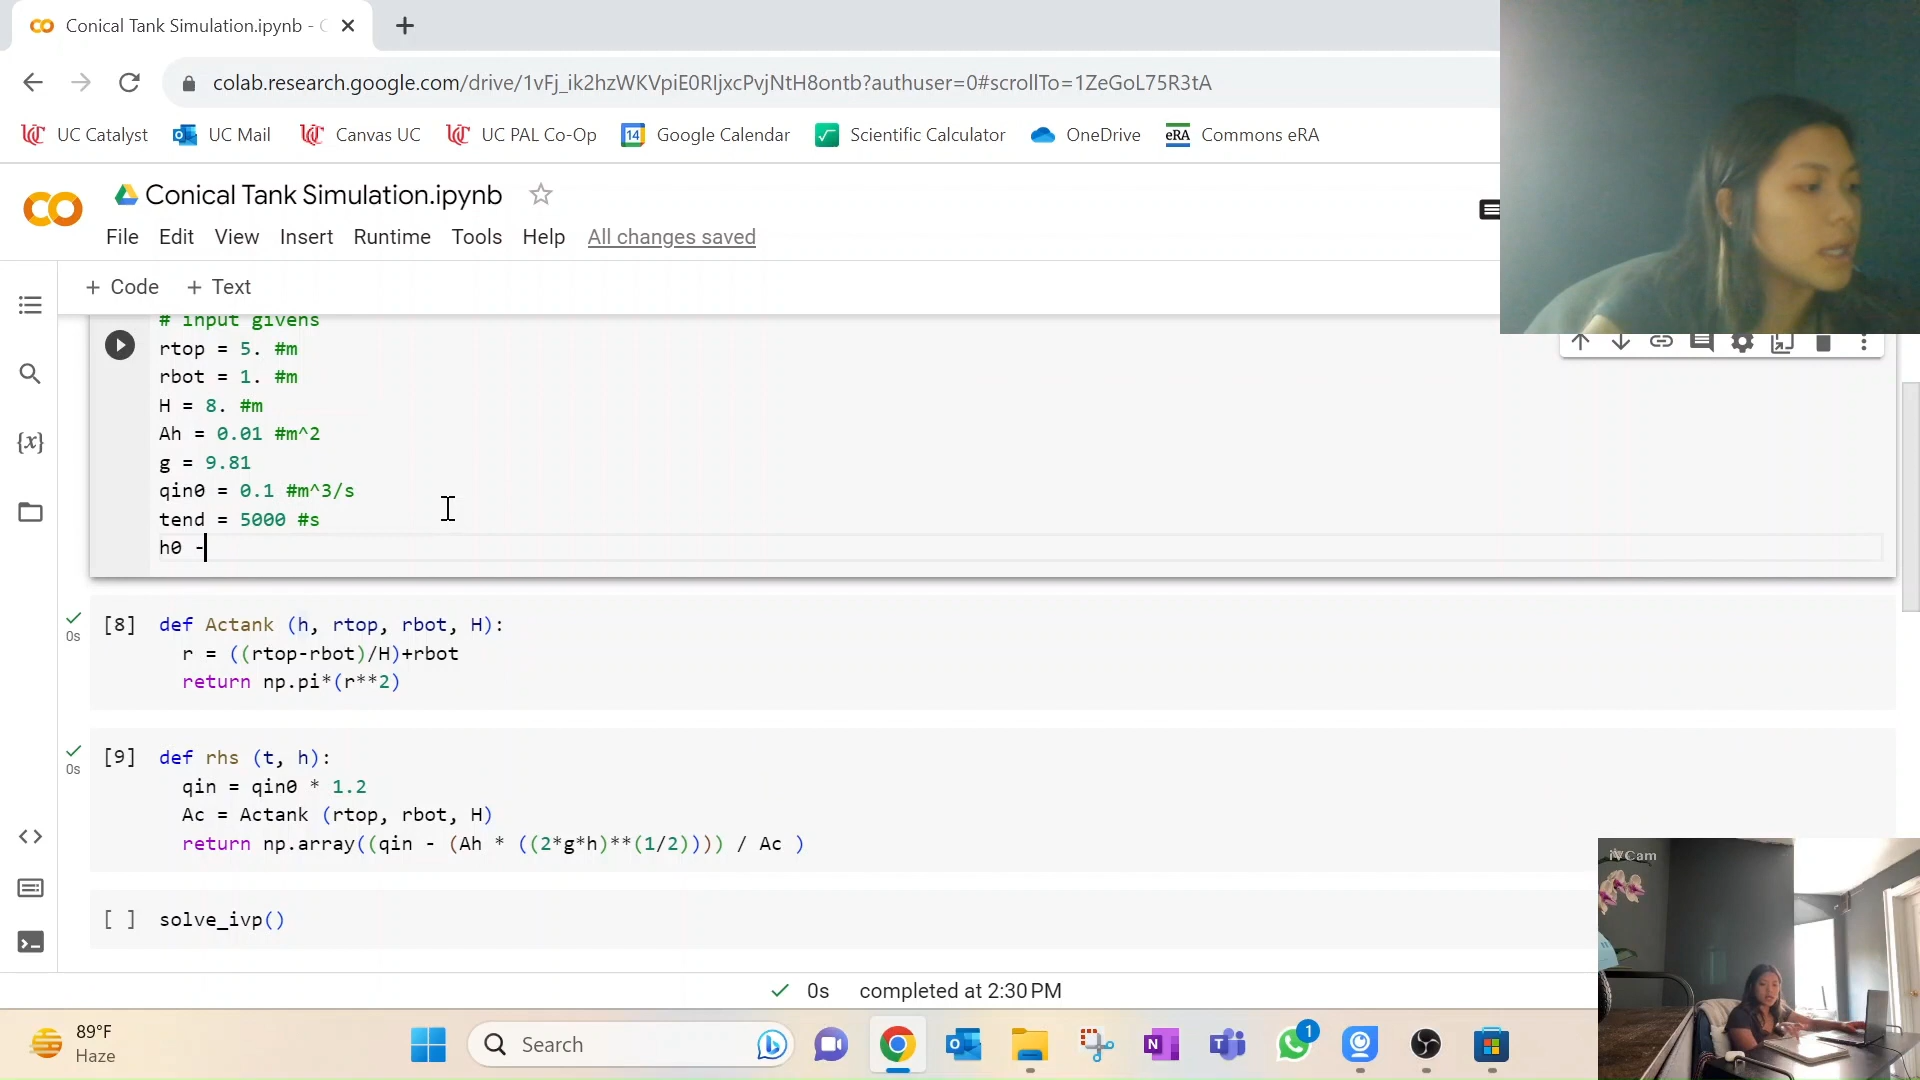 Conical Tank Simulation.ipynb - C
colab.research.google.com/drive/1vFj_ik2hzWKVpiE0RIjxcPvjNtH8ontb?authuser=0#scrollTo=1ZeGoL75R3tA
UC Catalyst UC Mail Canvas UC UC PAL Co-Op 14 Google Calendar Scientific Calculator OneDrive eRA Commons eRA
Conical Tank Simulation.ipynb
File Edit View Insert Runtime Tools Help All changes saved
+ Code + Text
# input givens
rtop = 5. #m
rbot = 1. #m
H = 8. #m
Ah = 0.01 #m^2
g = 9.81
qin0 = 0.1 #m^3/s
tend = 5000 #s
h0 -
[8] def Actank (h, rtop, rbot, H):
0s
r = ((rtop-rbot)/H)+rbot
return np.pi*(r**2)
[9] def rhs (t, h):
0s
qin = qin0 * 1.2
Ac = Actank (rtop, rbot, H)
return np.array((qin - (Ah * ((2*g*h)**(1/2)))) / Ac )
[ ] solve_ivp()
0s completed at 2:30 PM
iVCam
89°F
Haze
Search
1